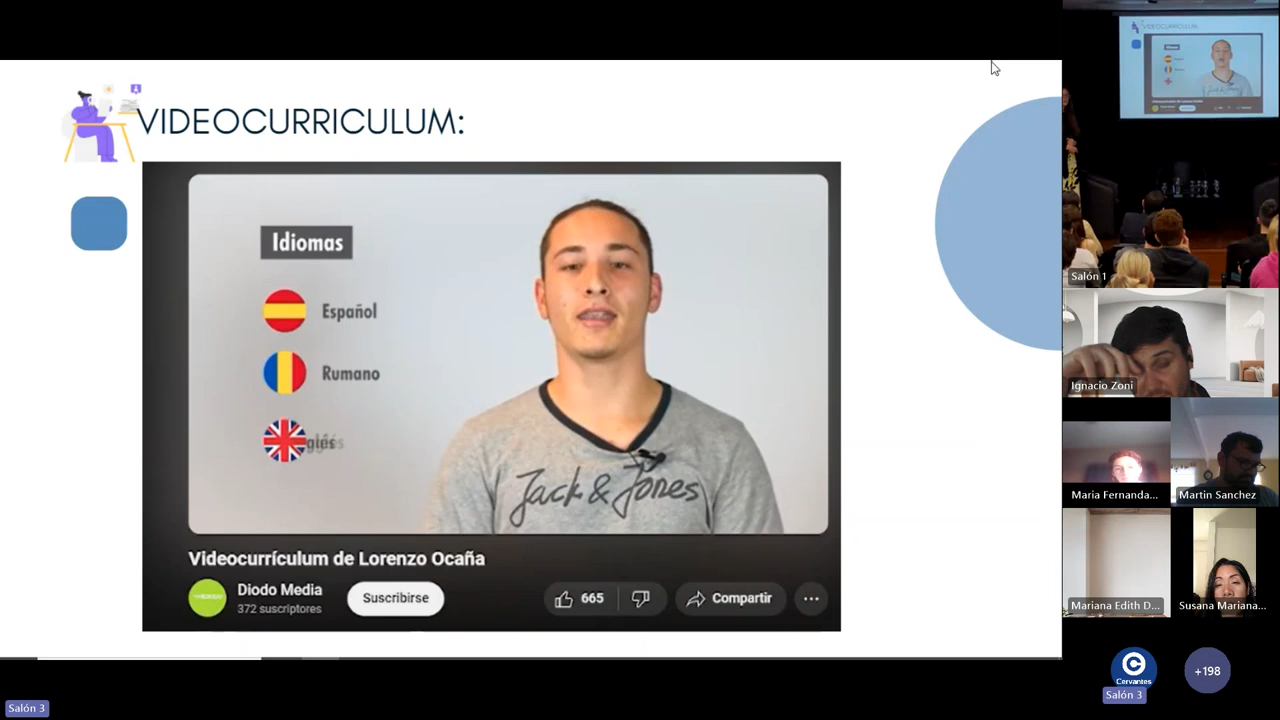 VIDEOCURRICULUM:
Idiomas
Español
Rumano
Jack & Jones
Videocurrículum de Lorenzo Ocaña
Diodo Media
372 suscriptores
Suscribirse
665
Compartir
VIDEOCURRICULUM:
Salón 1
Ignacio Zoni
Maria Fernanda...
Martin Sanchez
Mariana Edith D...
Susana Mariana...
Cervantes
Salón 3
+198
Salón 3